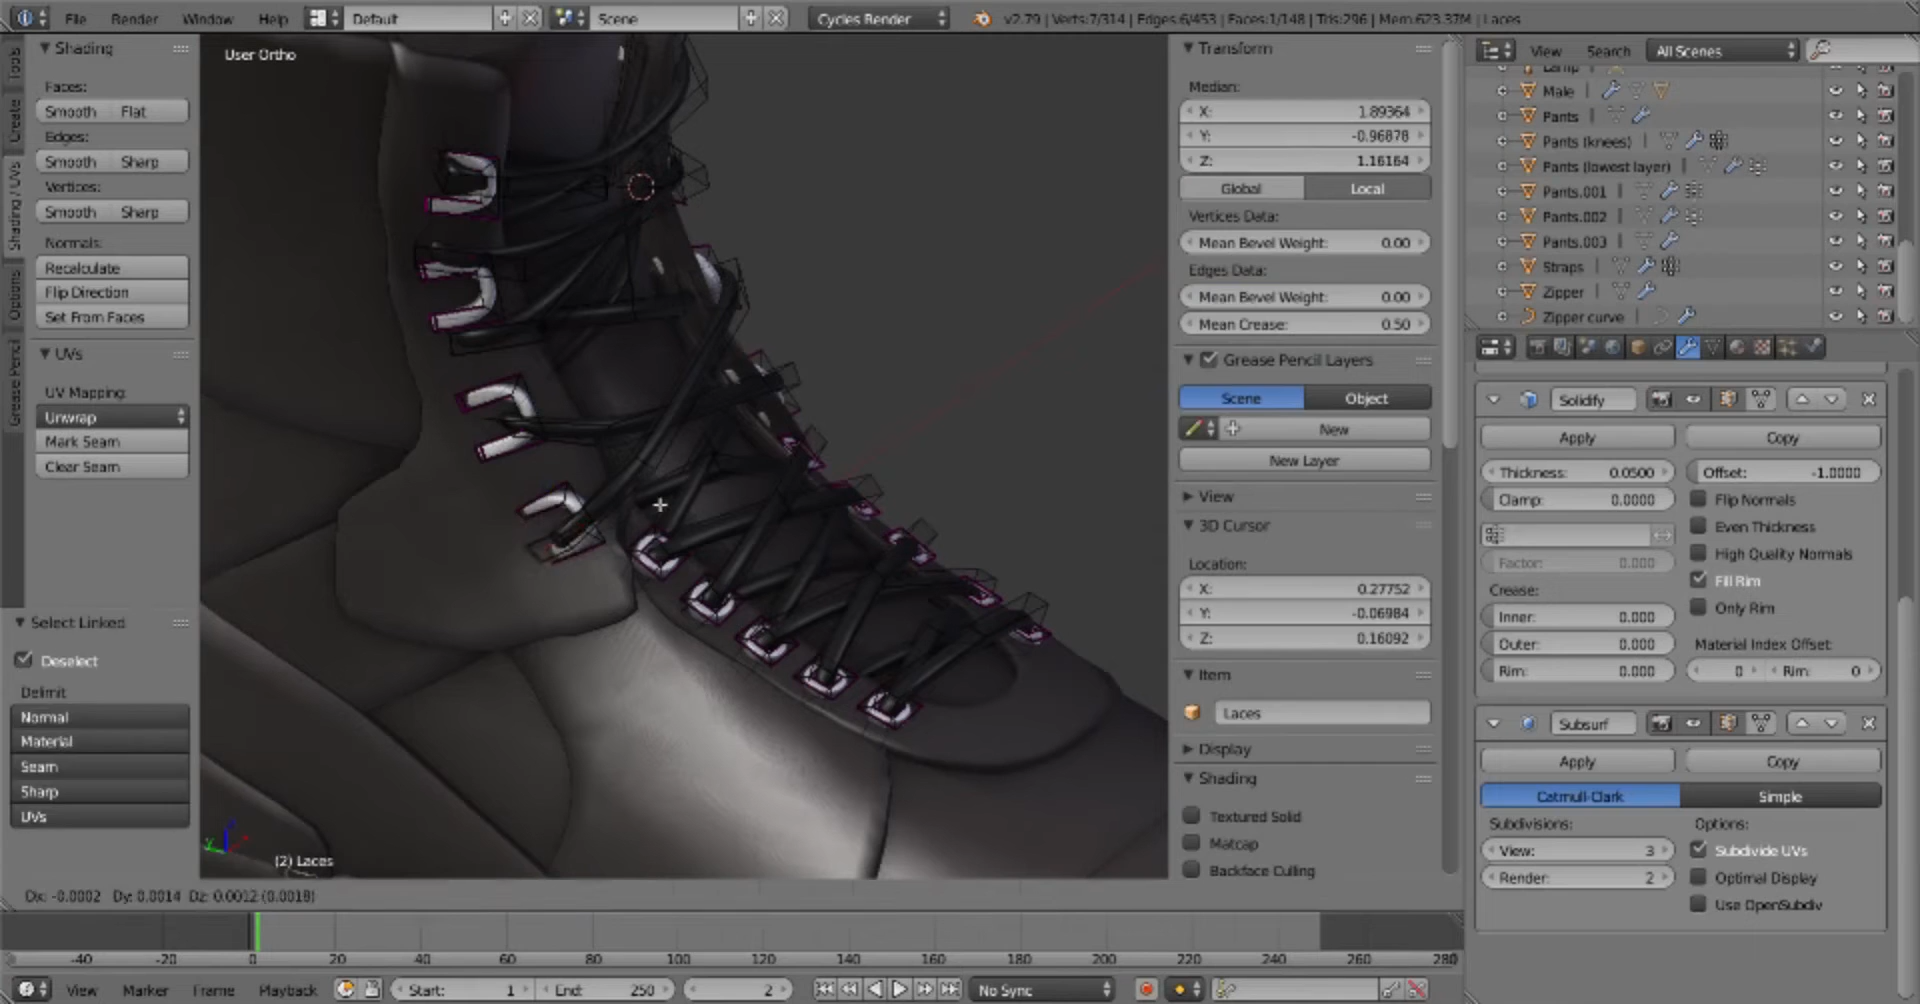 File Render Window Help Default Scene Cycles Render v2.79 | Verts:7/314 | Edges:6/453 | Faces:1/148 | Tris:296 | Mem:623.37M | Laces
Tools
Create
Shading / UVs
Options
Grease Pencil
Shading
Faces:
Smooth Flat
Edges:
Smooth Sharp
Vertices:
Smooth Sharp
Normals:
Recalculate
Flip Direction
Set From Faces
UVs
UV Mapping:
Unwrap
Mark Seam
Clear Seam
Select Linked
Deselect
Delimit
Normal
Material
Seam
Sharp
UVs
User Ortho
(2) Laces
Dx: -0.0002 Dy: 0.0014 Dz: 0.0012 (0.0018)
Transform
Median:
X: 1.89364
Y: -0.96878
Z: 1.16164
Global Local
Vertices Data:
Mean Bevel Weight: 0.00
Edges Data:
Mean Bevel Weight: 0.00
Mean Crease: 0.50
Grease Pencil Layers
Scene Object
New
New Layer
View
3D Cursor
Location:
X: 0.27752
Y: -0.06984
Z: 0.16092
Item
Laces
Display
Shading
Textured Solid
Matcap
Backface Culling
View Search All Scenes
Lamp
Male
Pants
Pants (knees)
Pants (lowest layer)
Pants.001
Pants.002
Pants.003
Straps
Zipper
Zipper curve
Solidify
Apply Copy
Thickness: 0.0500 Offset: -1.0000
Clamp: 0.0000 Flip Normals
Even Thickness
Factor: 0.000 High Quality Normals
Crease: Fill Rim
Inner: 0.000 Only Rim
Outer: 0.000 Material Index Offset:
Rim: 0.000 0 Rim: 0
Subsurf
Apply Copy
Catmull-Clark Simple
Subdivisions: Options:
View: 3 Subdivide UVs
Render: 2 Optimal Display
Use OpenSubdiv
-40 -20 0 20 40 60 80 100 120 140 160 180 200 220 240 260 280
View Marker Frame Playback Start: 1 End: 250 2 No Sync